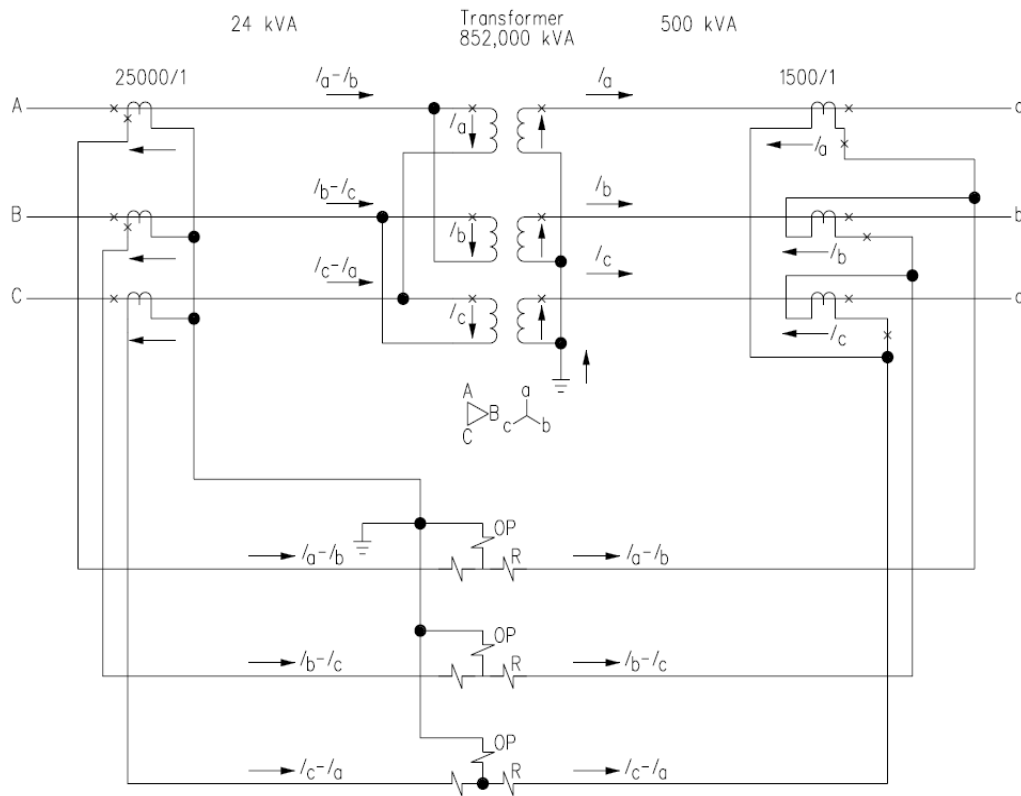 24 kVA
Transformer
852,000 kVA
500 kVA
25000/1
Ia-Ib
Ia
1500/1
A
a
Ia
Ia
B
Ib-Ic
Ib
b
Ib
Ib
C
Ic-Ia
Ic
c
Ic
Ic
A
B
C
a
c
b
OP
Ia-Ib
R
Ia-Ib
OP
Ib-Ic
R
Ib-Ic
OP
Ic-Ia
R
Ic-Ia